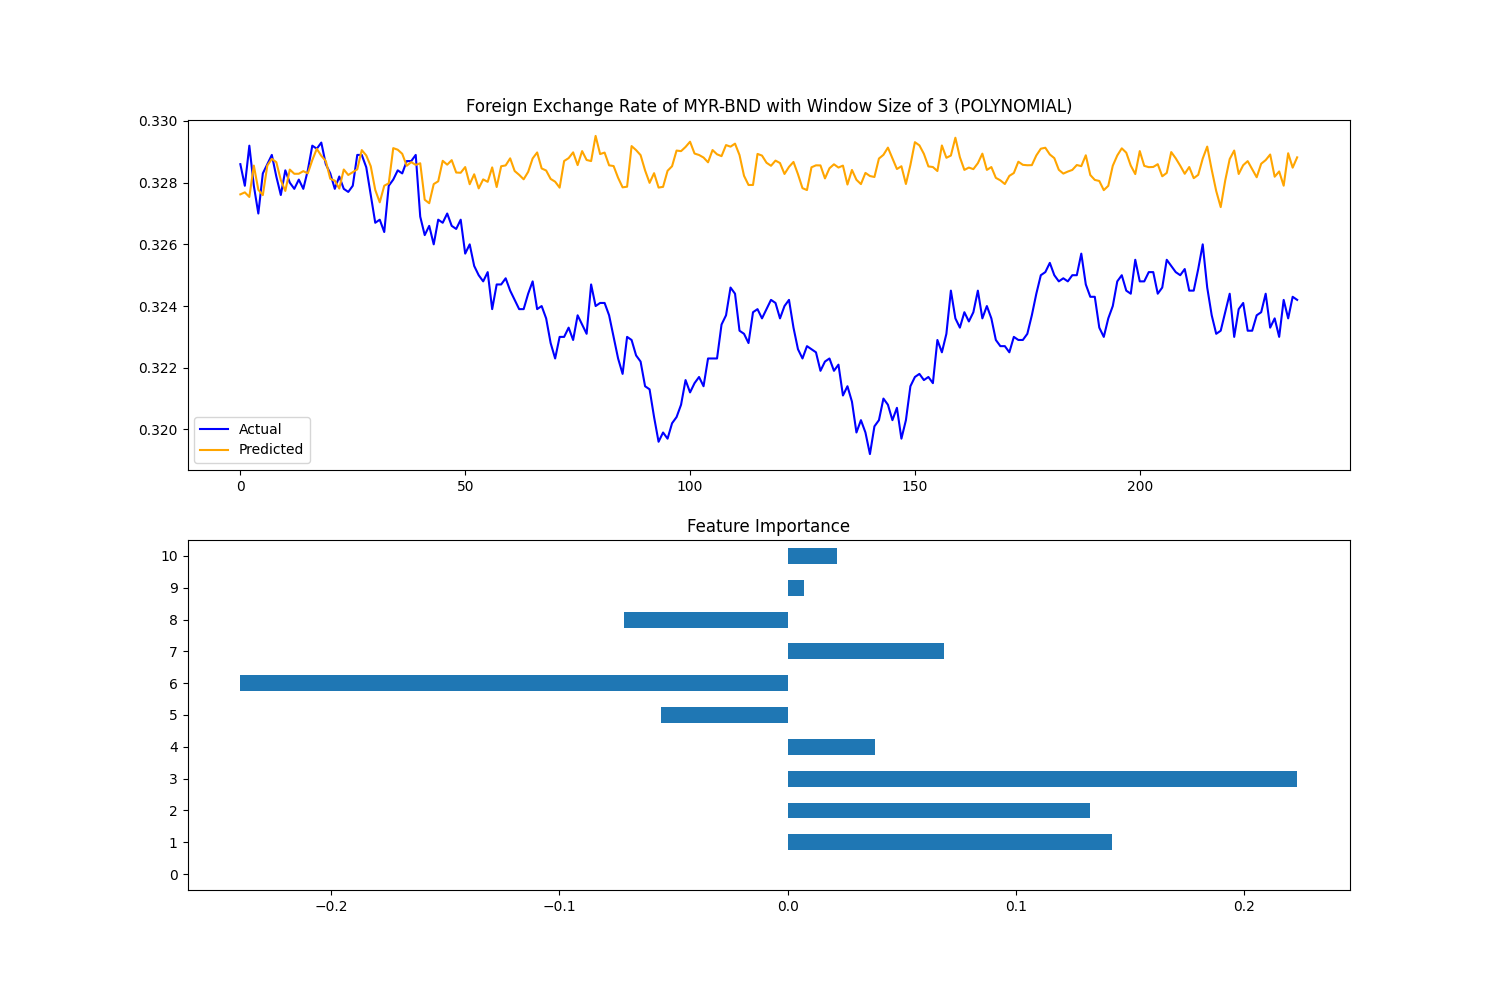 Foreign Exchange Rate of MYR-BND with Window Size of 3 (POLYNOMIAL)
0.330
0.328
0.326
0.324
0.322
0.320
Actual
Predicted
0 50 100 150 200
Feature Importance
10
9
8
7
6
5
4
3
2
1
0
−0.2 −0.1 0.0 0.1 0.2